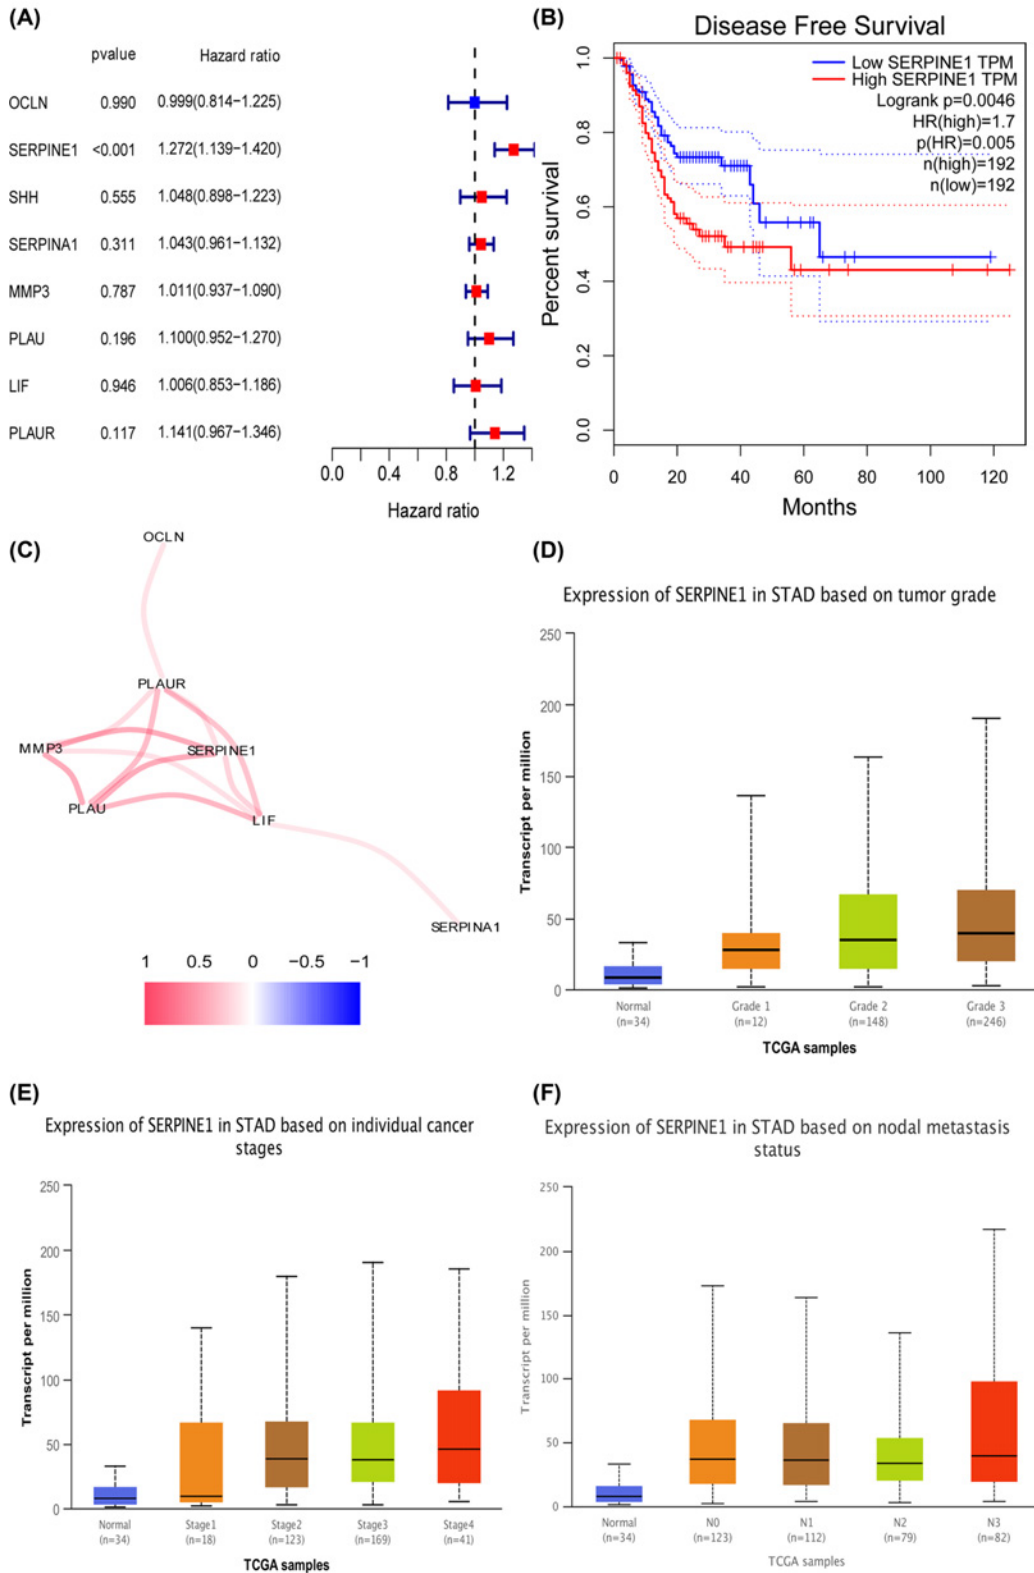 (A)
pvalue Hazard ratio
OCLN 0.990 0.999(0.814−1.225)
SERPINE1 <0.001 1.272(1.139−1.420)
SHH 0.555 1.048(0.898−1.223)
SERPINA1 0.311 1.043(0.961−1.132)
MMP3 0.787 1.011(0.937−1.090)
PLAU 0.196 1.100(0.952−1.270)
LIF 0.946 1.006(0.853−1.186)
PLAUR 0.117 1.141(0.967−1.346)
0.0 0.4 0.8 1.2
Hazard ratio
(B)
Disease Free Survival
Low SERPINE1 TPM
High SERPINE1 TPM
Logrank p=0.0046
HR(high)=1.7
p(HR)=0.005
n(high)=192
n(low)=192
Percent survival
1.0
0.8
0.6
0.4
0.2
0.0
0 20 40 60 80 100 120
Months
(C)
OCLN
PLAUR
MMP3
SERPINE1
PLAU
LIF
SERPINA1
1 0.5 0 −0.5 −1
(D)
Expression of SERPINE1 in STAD based on tumor grade
Transcript per million
250
200
150
100
50
0
Normal Grade 1 Grade 2 Grade 3
(n=34) (n=12) (n=148) (n=246)
TCGA samples
(E)
Expression of SERPINE1 in STAD based on individual cancer
stages
Transcript per million
250
200
150
100
50
0
Normal Stage1 Stage2 Stage3 Stage4
(n=34) (n=18) (n=123) (n=169) (n=41)
TCGA samples
(F)
Expression of SERPINE1 in STAD based on nodal metastasis
status
Transcript per million
250
200
150
100
50
0
Normal N0 N1 N2 N3
(n=34) (n=123) (n=112) (n=79) (n=82)
TCGA samples